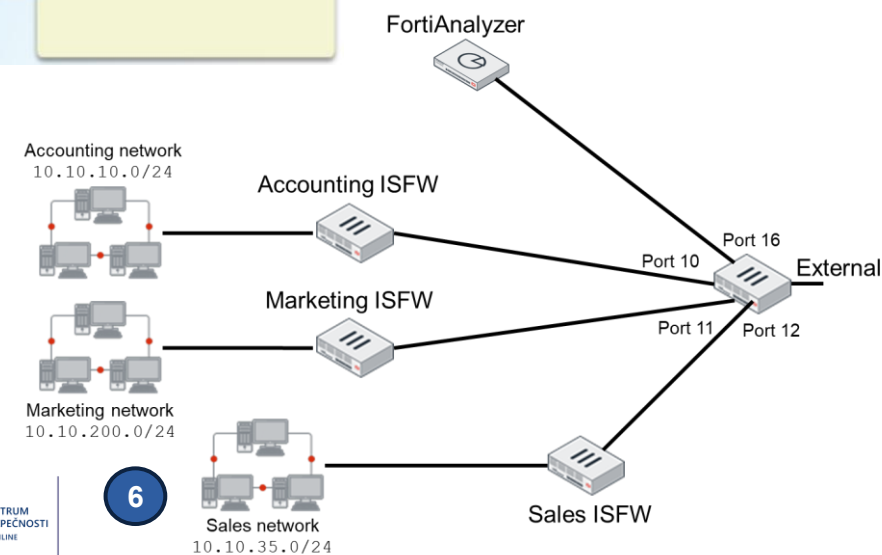 FortiAnalyzer
Accounting network
10.10.10.0/24
Accounting ISFW
Port 16
Port 10
External
Marketing ISFW
Port 11
Port 12
Marketing network
10.10.200.0/24
6
TRUM
PEČNOSTI
LINE
Sales network
10.10.35.0/24
Sales ISFW